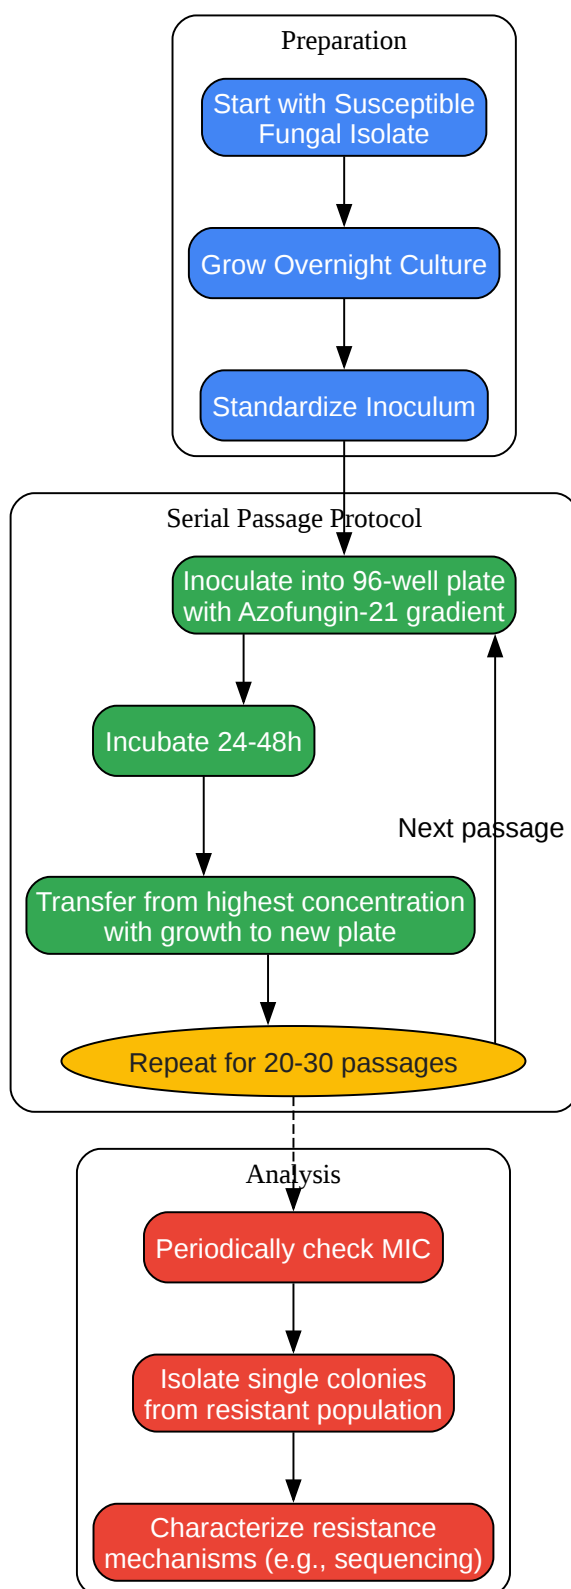 Preparation
Start with Susceptible
Fungal Isolate
Grow Overnight Culture
Standardize Inoculum
Serial Passage Protocol
Inoculate into 96-well plate
with Azofungin-21 gradient
Incubate 24-48h
Next passage
Transfer from highest concentration
with growth to new plate
Repeat for 20-30 passages
Analysis
Periodically check MIC
Isolate single colonies
from resistant population
Characterize resistance
mechanisms (e.g., sequencing)